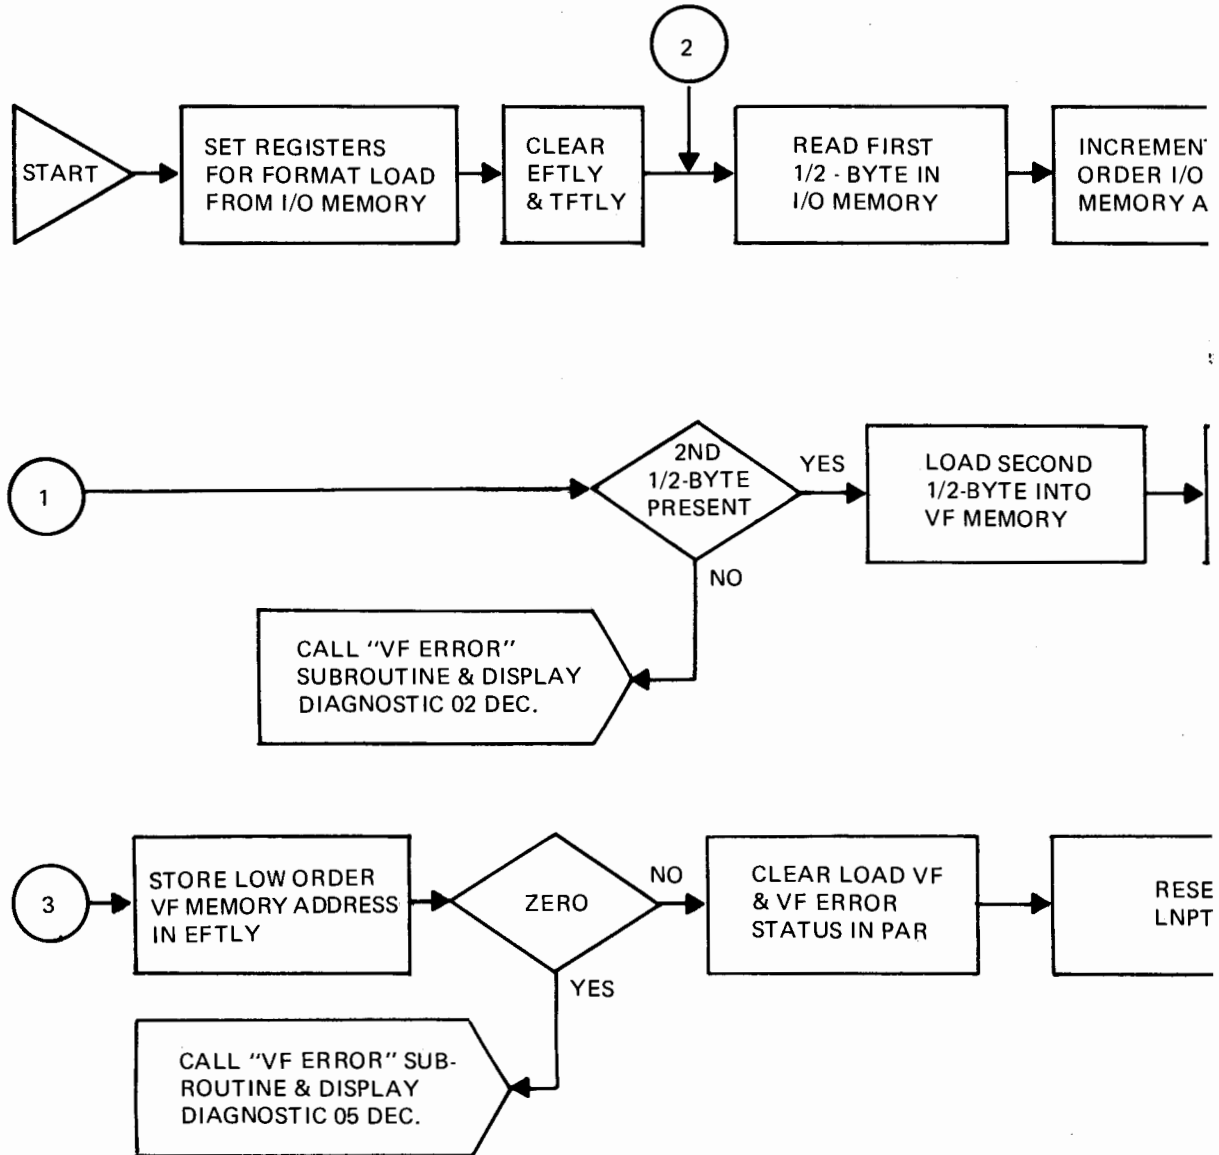 2
START
SET REGISTERS
FOR FORMAT LOAD
FROM I/O MEMORY
CLEAR
EFTLY
& TFTLY
READ FIRST
1/2 - BYTE IN
I/O MEMORY
ORDER I/O
MEMORY
1
2ND
1/2-BYTE
PRESENT
YES
NO
LOAD SECOND
1/2-BYTE INTO
VF MEMORY
CALL "VF ERROR"
SUBROUTINE & DISPLAY
DIAGNOSTIC 02 DEC.
3
STORE LOW ORDER
VF MEMORY ADDRESS
IN EFTLY
ZERO
NO
YES
CLEAR LOAD VF
& VF ERROR
STATUS IN PAR
CALL "VF ERROR" SUB-
ROUTINE & DISPLAY
DIAGNOSTIC 05 DEC.